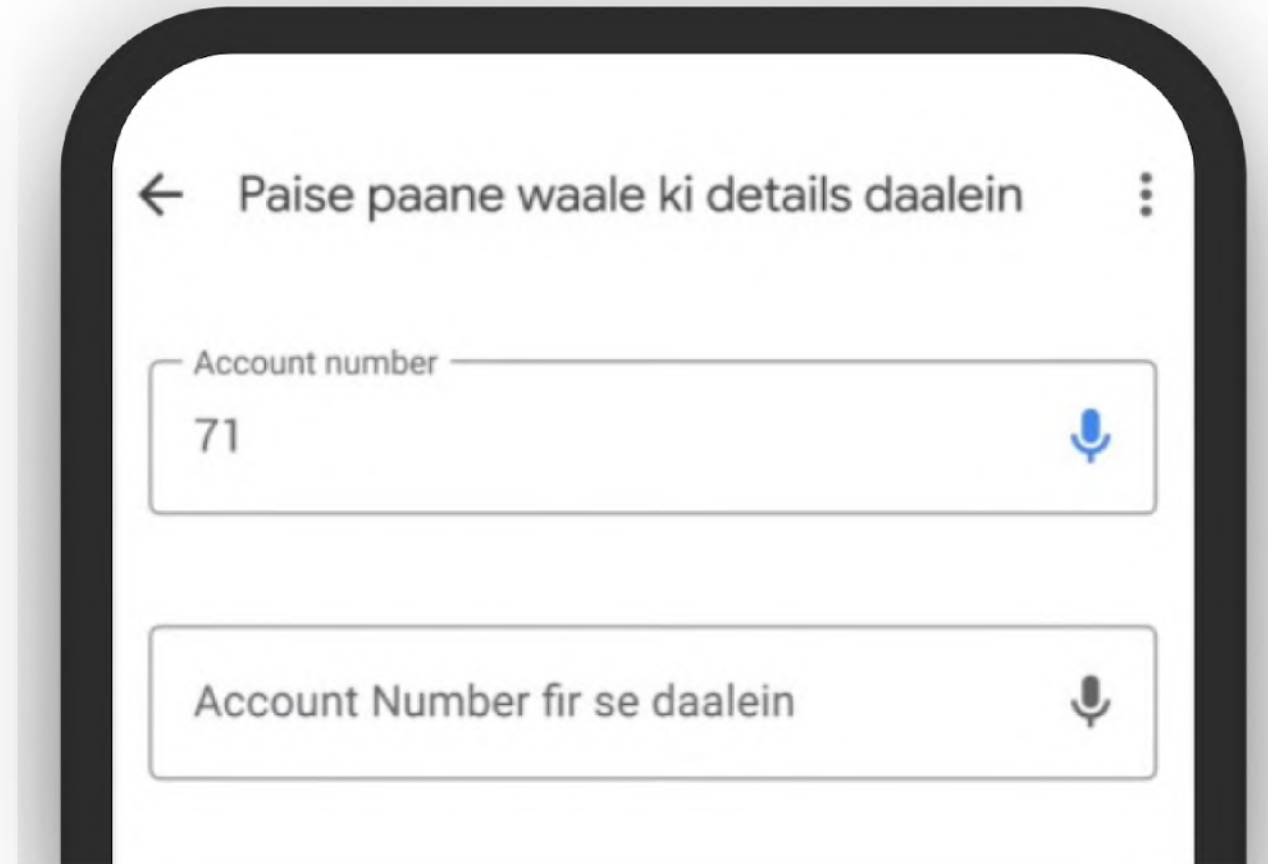 Paise paane waale ki details daalein
Account number
71
Account Number fir se daalein